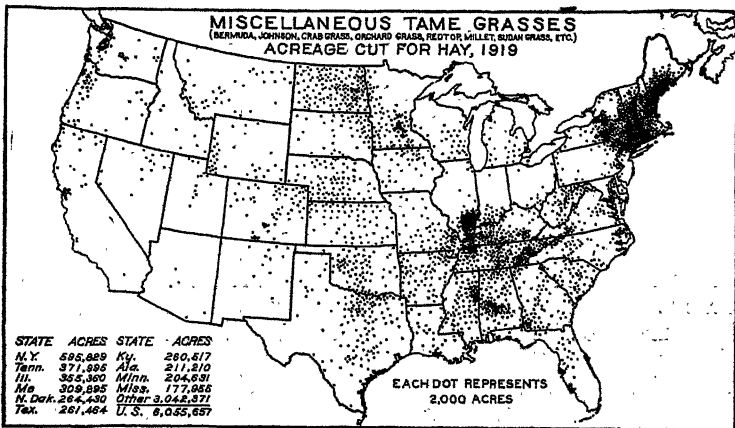 MISCELLANEOUS TAME GRASSES
(BERMUDA, JOHNSON, CRAB GRASS, ORCHARD GRASS, REDTOP, MILLET, SUDAN GRASS, ETC.)
ACREAGE CUT FOR HAY, 1919
STATE ACRES STATE ACRES
N.Y. 595,829 Ky. 260,517
Tenn. 371,895 Ala. 211,210
Ill. 355,360 Minn. 204,631
Me 309,895 Miss. 177,955
N.Dak. 264,430 Other 3,042,371
Tex. 261,464 U.S. 6,055,657
EACH DOT REPRESENTS
2,000 ACRES